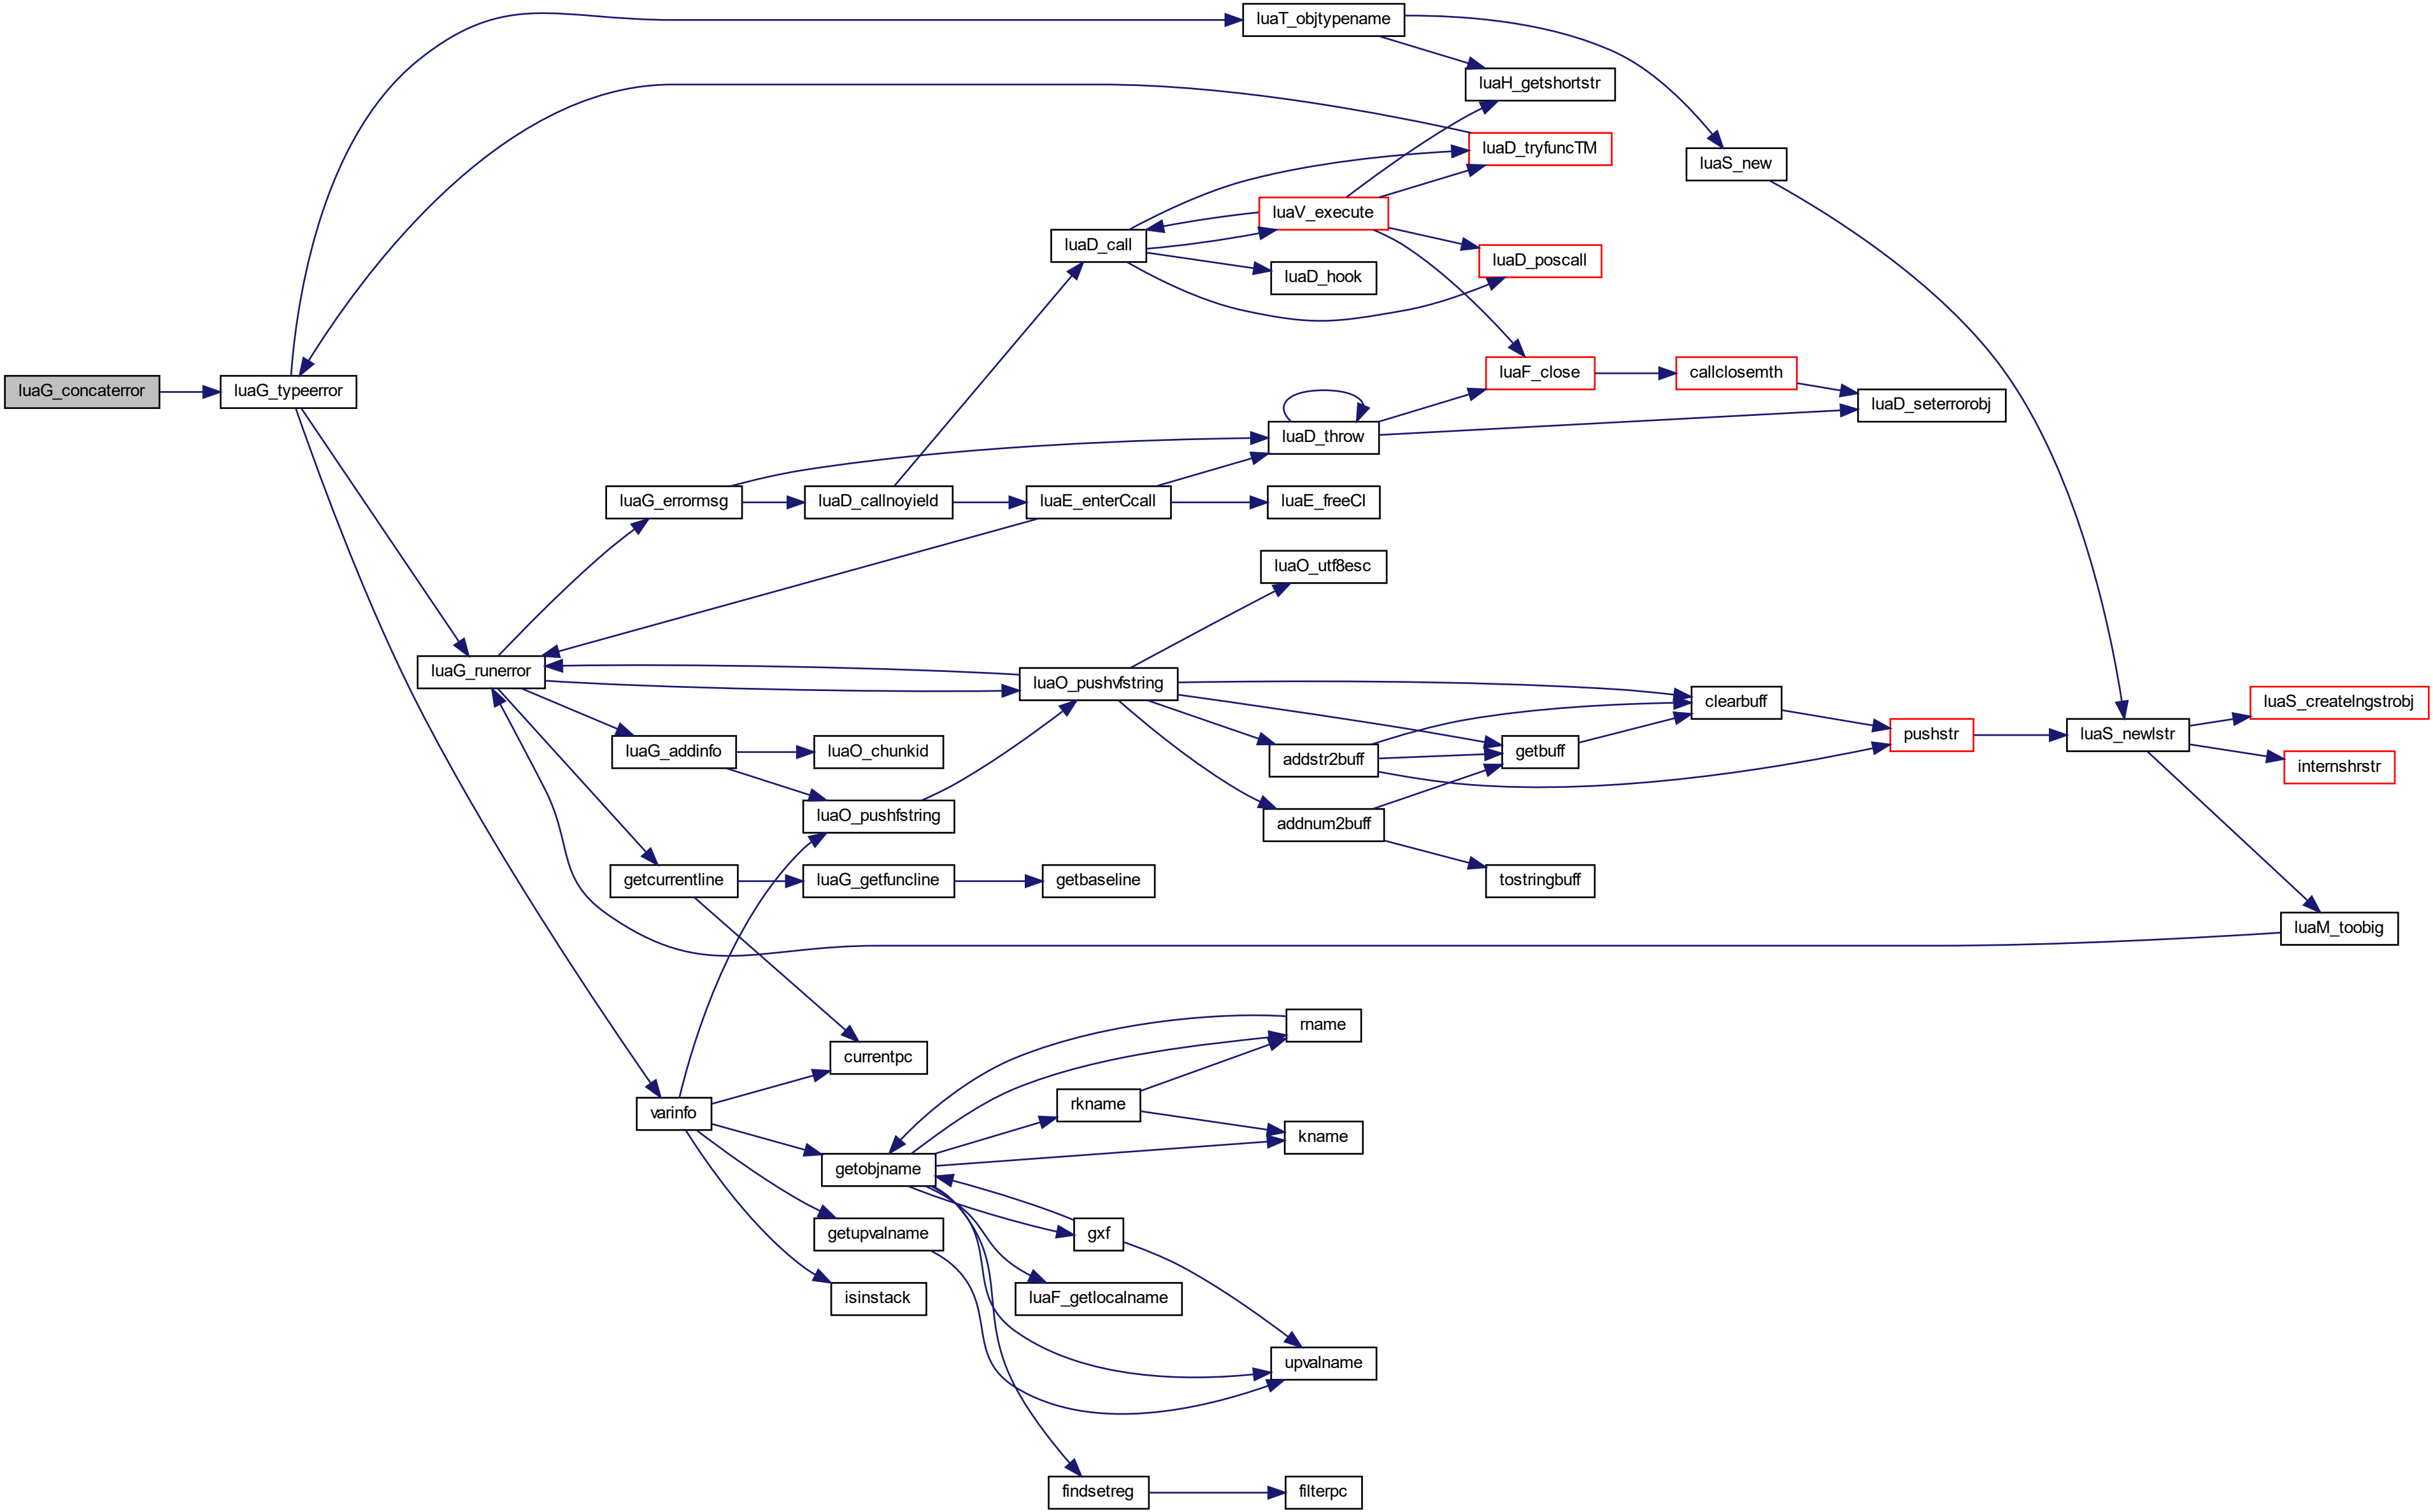 luaT_objtypename
luaH_getshortstr
luaD_tryfuncTM
luaS_new
luaV_execute
luaD_call
luaD_poscall
luaD_hook
luaF_close
callclosemth
luaG_concaterror
luaG_typeerror
luaD_seterrorobj
luaD_throw
luaG_errormsg
luaD_callnoyield
luaE_enterCcall
luaE_freeCI
luaO_utf8esc
luaG_runerror
luaO_pushvfstring
clearbuff
luaS_createlngstrobj
pushstr
luaS_newlstr
luaG_addinfo
luaO_chunkid
getbuff
addstr2buff
internshrstr
luaO_pushfstring
addnum2buff
getcurrentline
luaG_getfuncline
getbaseline
tostringbuff
luaM_toobig
rname
currentpc
varinfo
rkname
kname
getobjname
getupvalname
gxf
isinstack
luaF_getlocalname
upvalname
findsetreg
filterpc